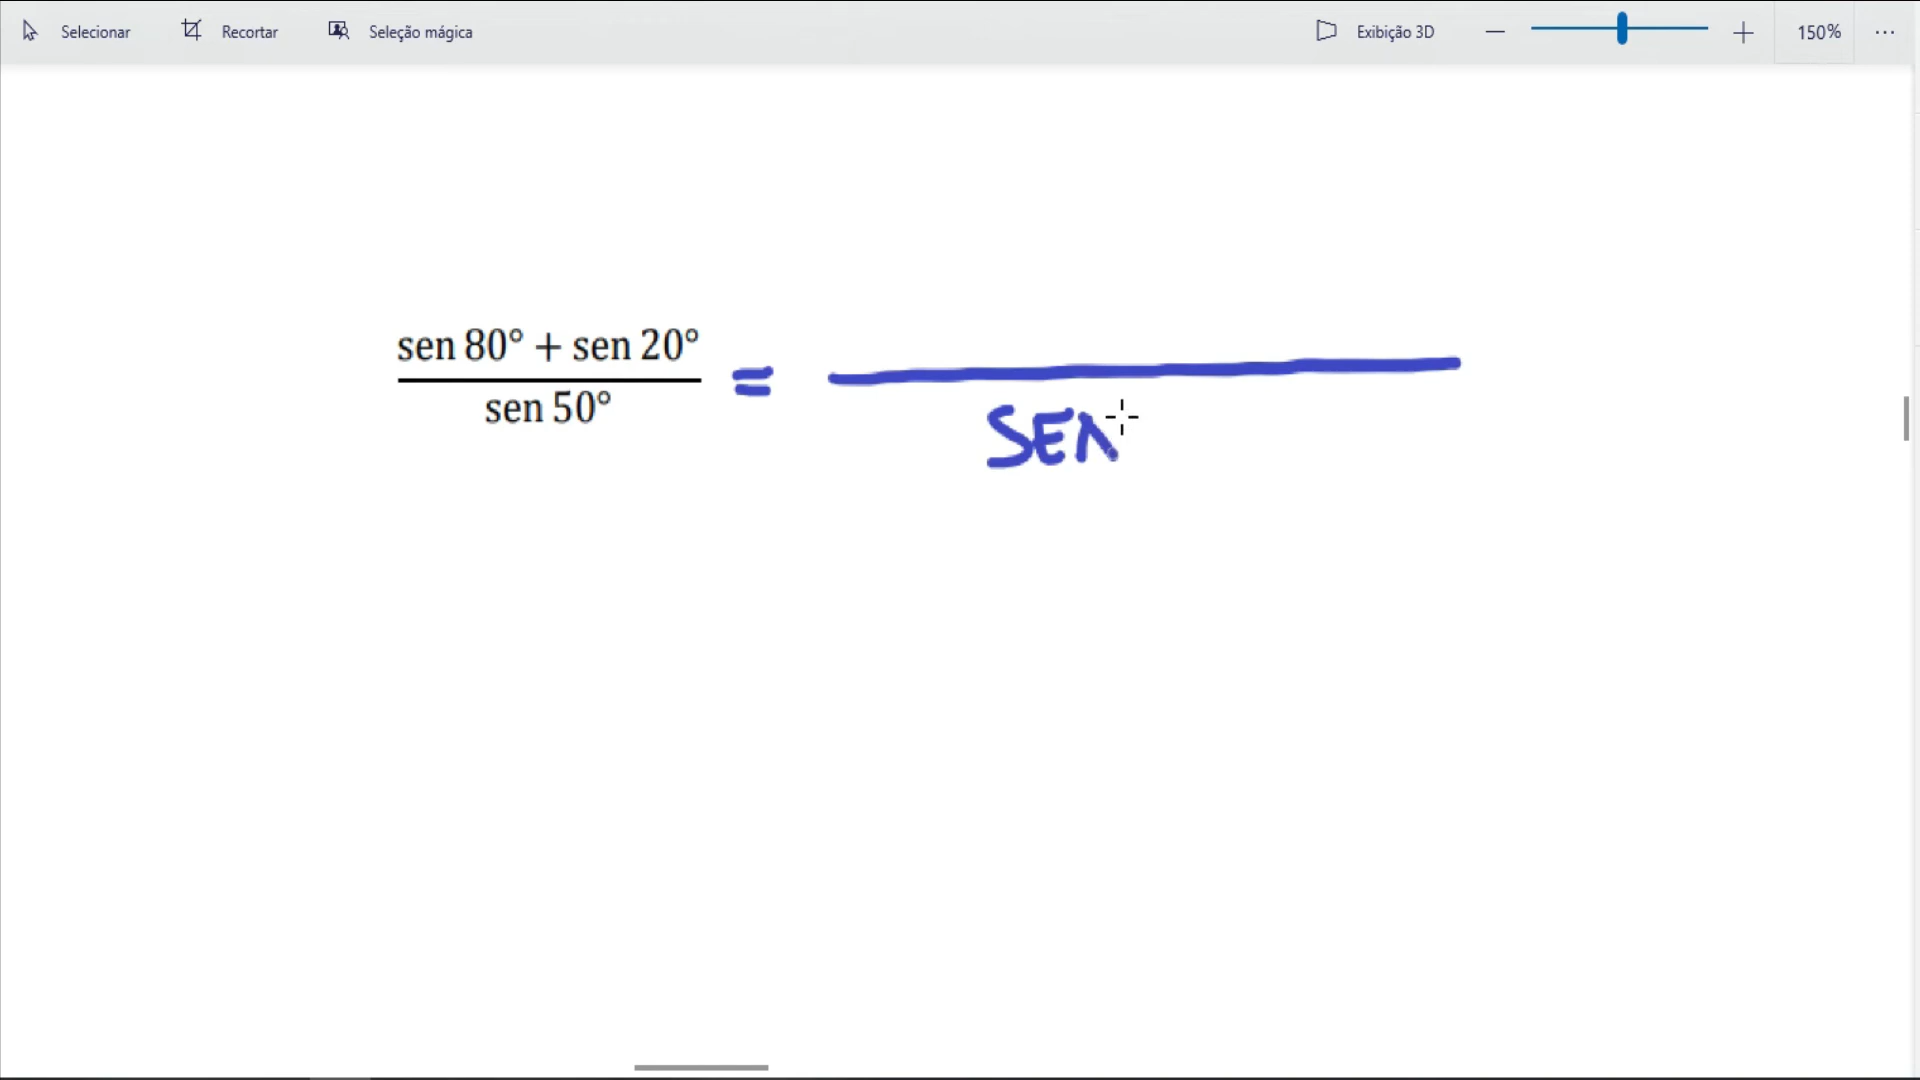 Selecionar Recortar Seleção mágica Exibição 3D 150%
sen 80° + sen 20°
=
sen 50°
SEN